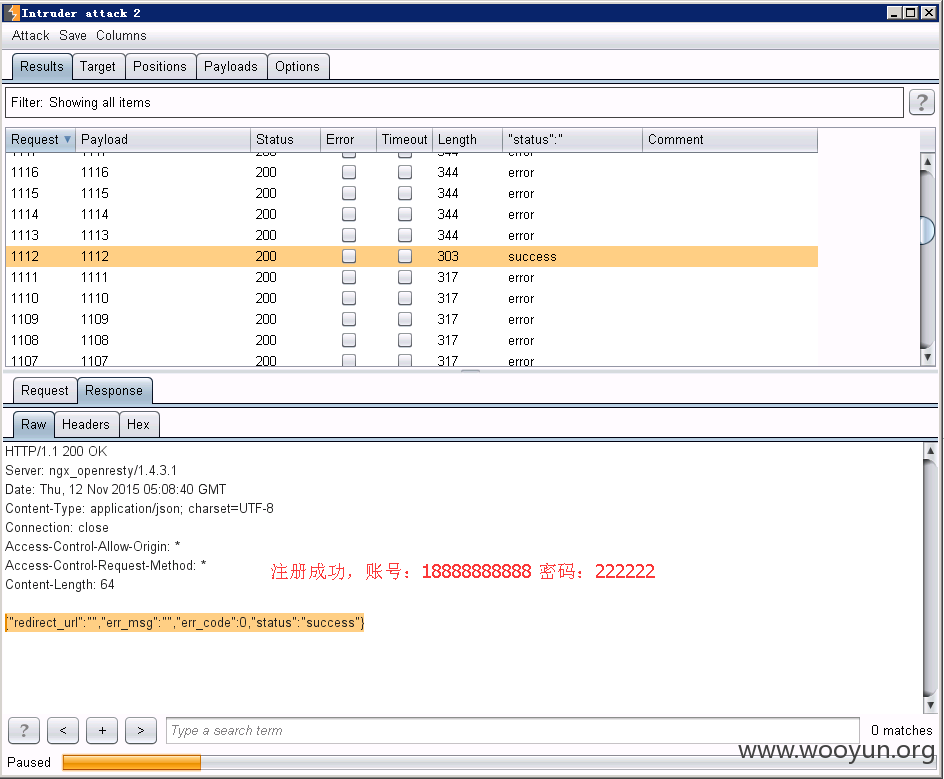 Intruder attack 2
Attack Save Columns
Results Target Positions Payloads Options
Filter: Showing all items ?
Request Payload Status Error Timeout Length "status":" Comment
1117 1117 200 344 error
1116 1116 200 344 error
1115 1115 200 344 error
1114 1114 200 344 error
1113 1113 200 344 error
1112 1112 200 303 success
1111 1111 200 317 error
1110 1110 200 317 error
1109 1109 200 317 error
1108 1108 200 317 error
1107 1107 200 317 error
Request Response
Raw Headers Hex
HTTP/1.1 200 OK
Server: ngx_openresty/1.4.3.1
Date: Thu, 12 Nov 2015 05:08:40 GMT
Content-Type: application/json; charset=UTF-8
Connection: close
Access-Control-Allow-Origin: *
Access-Control-Request-Method: *
注册成功，账号：18888888888 密码：222222
Content-Length: 64
{"redirect_url":"","err_msg":"","err_code":0,"status":"success"}
? < + > Type a search term 0 matches
www.wooyun.org
Paused